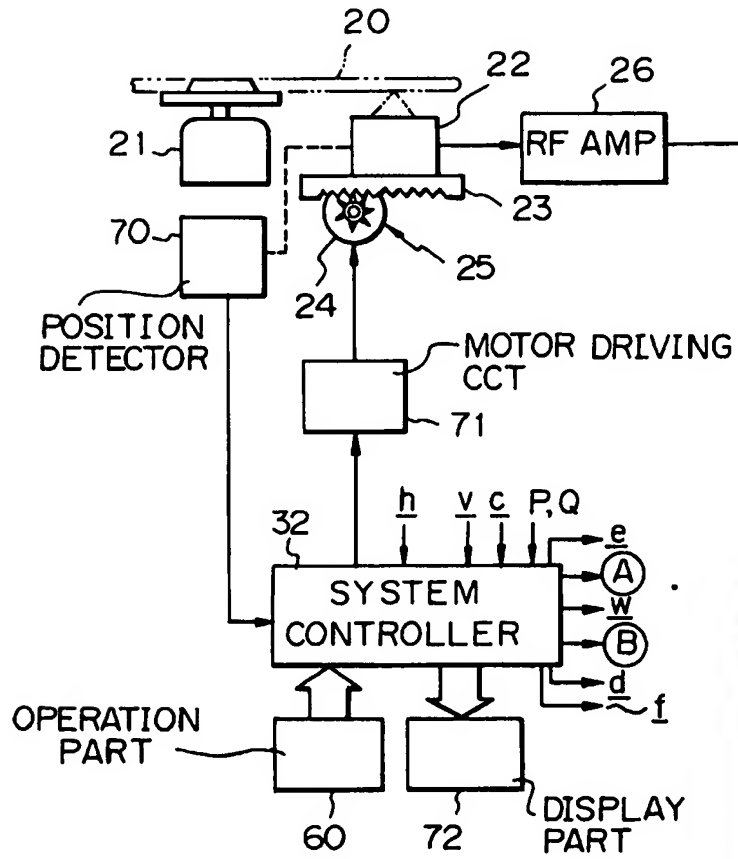 20
22
26
21
RF AMP
23
70
24
25
POSITION
DETECTOR
MOTOR DRIVING
CCT
71
h
v
c
P, Q
32
e
SYSTEM
CONTROLLER
A
w
B
d
f
OPERATION
PART
60
72
DISPLAY
PART